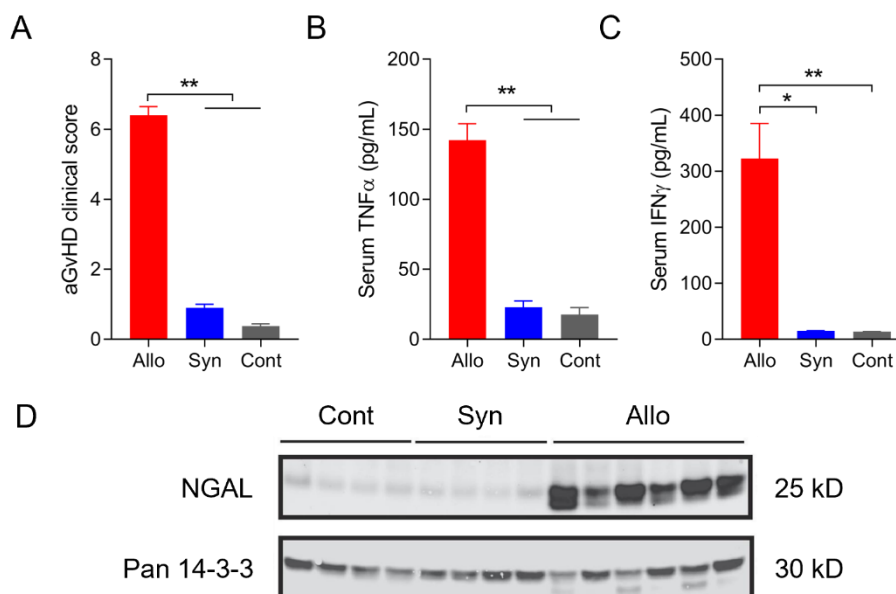 A
aGvHD clinical score
8
6
4
2
0
**
Allo Syn Cont
B
Serum TNFα (pg/mL)
200
150
100
50
0
**
Allo Syn Cont
C
Serum IFNγ (pg/mL)
500
400
300
200
100
0
**
*
Allo Syn Cont
D
Cont Syn Allo
NGAL 25 kD
Pan 14-3-3 30 kD